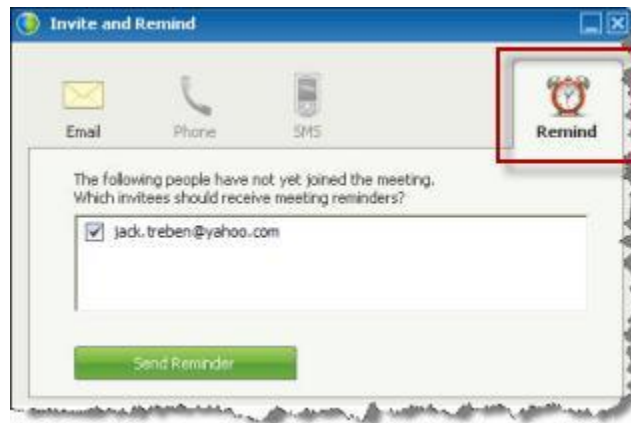 Invite and Remind
Email
Phone
SMS
Remind
The following people have not yet joined the meeting.
Which invitees should receive meeting reminders?
jack.treben@yahoo.com
Send Reminder